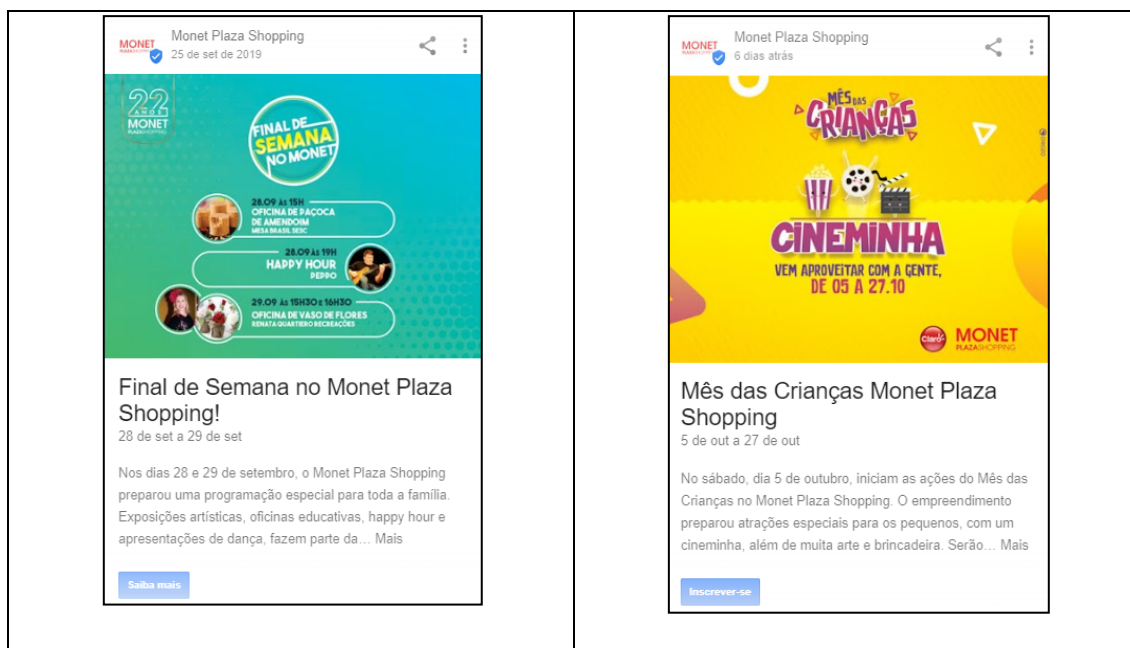 MONET
PLAZASHOPPING
Monet Plaza Shopping
25 de set de 2019
22
ANOS
MONET
PLAZASHOPPING
FINAL DE
SEMANA
NO MONET
28.09 ÀS 15H
OFICINA DE PAÇOCA
DE AMENDOIM
MESA BRASIL SESC
28.09 ÀS 19H
HAPPY HOUR
PEPPO
29.09 ÀS 15H30 E 16H30
OFICINA DE VASO DE FLORES
RENATA QUARTIERO RECREAÇÕES
Final de Semana no Monet Plaza
Shopping!
28 de set a 29 de set
Nos dias 28 e 29 de setembro, o Monet Plaza Shopping
preparou uma programação especial para toda a família.
Exposições artísticas, oficinas educativas, happy hour e
apresentações de dança, fazem parte da… Mais
Saiba mais
MONET
PLAZASHOPPING
Monet Plaza Shopping
6 dias atrás
MÊS DAS
CRIANÇAS
CINEMINHA
VEM APROVEITAR COM A GENTE,
DE 05 A 27.10
Claro
MONET
PLAZASHOPPING
Mês das Crianças Monet Plaza
Shopping
5 de out a 27 de out
No sábado, dia 5 de outubro, iniciam as ações do Mês das
Crianças no Monet Plaza Shopping. O empreendimento
preparou atrações especiais para os pequenos, com um
cineminha, além de muita arte e brincadeira. Serão… Mais
Inscrever-se